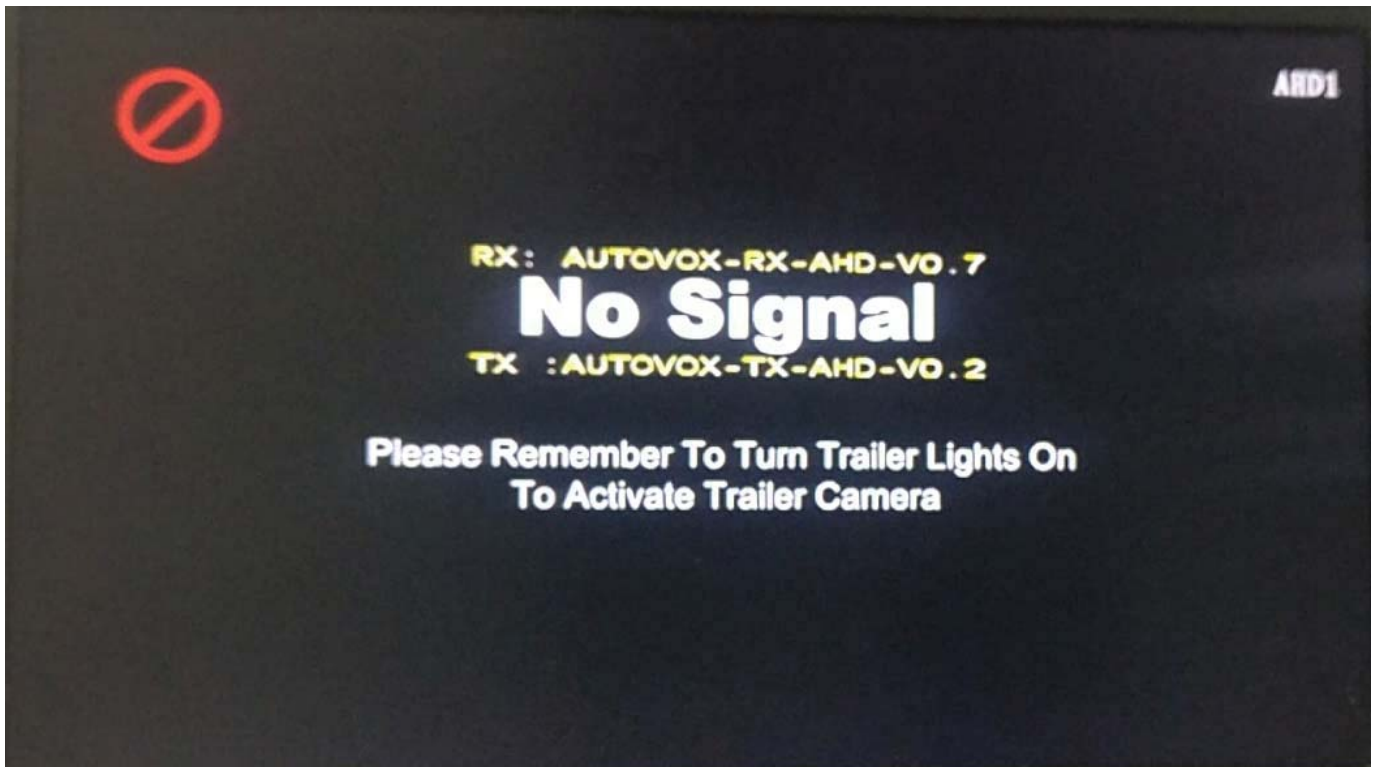 AHD1
RX: AUTOVOX-RX-AHD-V0.7
No Signal
TX :AUTOVOX-TX-AHD-V0.2
Please Remember To Turn Trailer Lights On
To Activate Trailer Camera